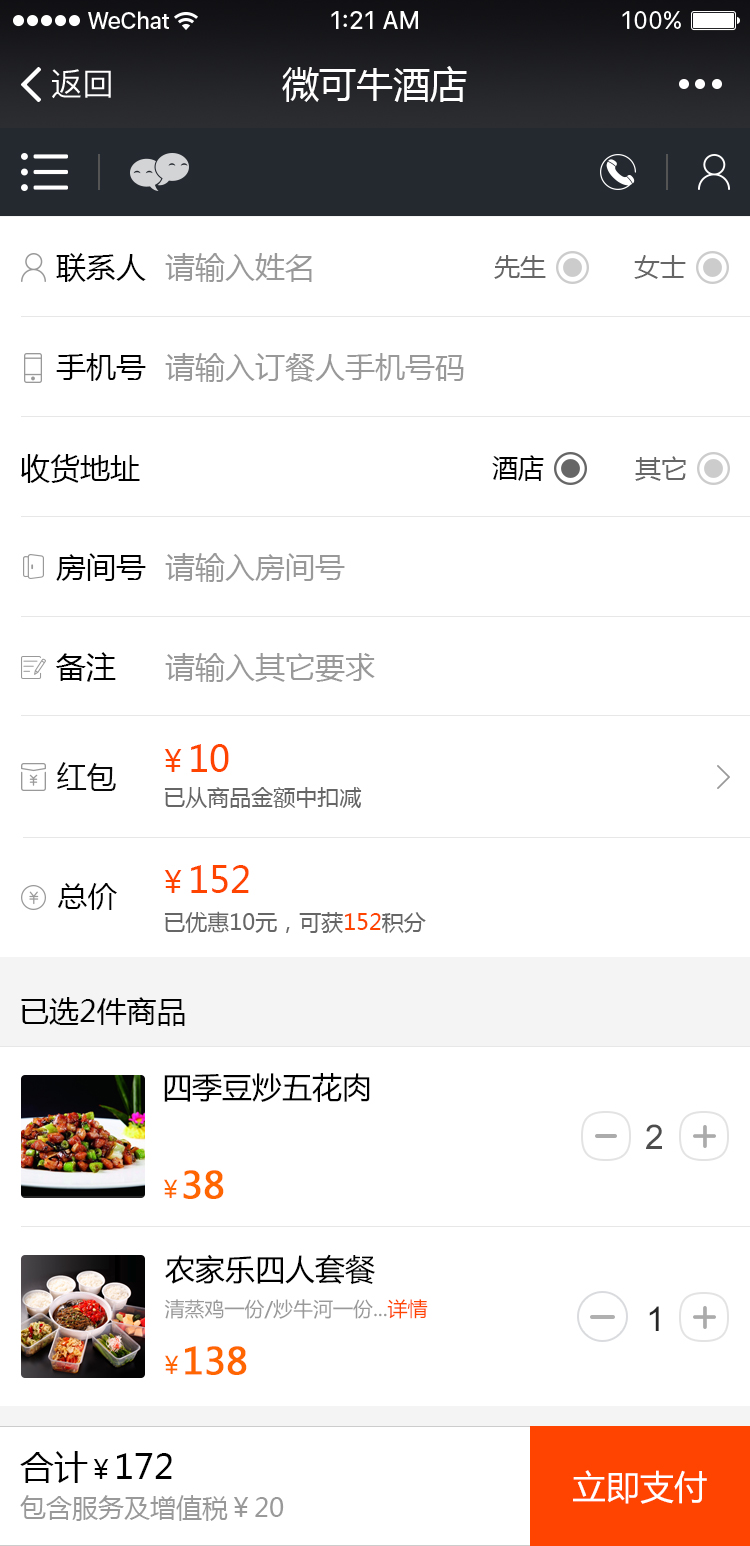 WeChat 1:21 AM 100%
返回 微可牛酒店
联系人 请输入姓名 先生 女士
手机号 请输入订餐人手机号码
收货地址 酒店 其它
房间号 请输入房间号
备注 请输入其它要求
红包 ¥10
已从商品金额中扣减
总价 ¥152
已优惠10元，可获152积分
已选2件商品
四季豆炒五花肉
2
¥38
农家乐四人套餐
清蒸鸡一份/炒牛河一份...详情
1
¥138
合计¥172
包含服务及增值税¥20
立即支付